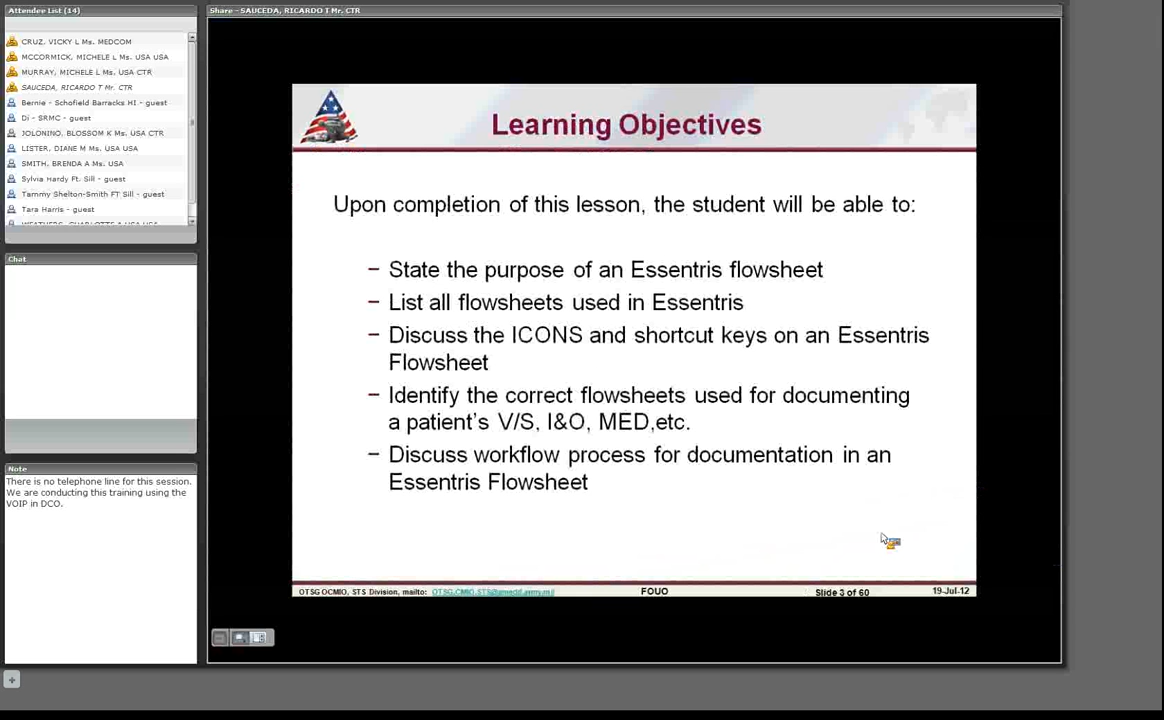 Attendee List (14)
CRUZ, VICKY L Ms. MEDCOM
MCCORMICK, MICHELE L Ms. USA USA
MURRAY, MICHELE L Ms. USA CTR
SAUCEDA, RICARDO T Mr. CTR
Bernie - Schofield Barracks HI - guest
Di - SRMC - guest
JOLONINO, BLOSSOM K Ms. USA CTR
LISTER, DIANE M Ms. USA USA
SMITH, BRENDA A Ms. USA
Sylvia Hardy Ft. Sill - guest
Tammy Shelton-Smith FT Sill - guest
Tara Harris - guest
Chat
Note
There is no telephone line for this session.
We are conducting this training using the
VOIP in DCO.
Share - SAUCEDA, RICARDO T Mr. CTR
Learning Objectives
Upon completion of this lesson, the student will be able to:
− State the purpose of an Essentris flowsheet
− List all flowsheets used in Essentris
− Discuss the ICONS and shortcut keys on an Essentris
Flowsheet
− Identify the correct flowsheets used for documenting
a patient's V/S, I&O, MED,etc.
− Discuss workflow process for documentation in an
Essentris Flowsheet
OTSG OCMIO, STS Division, mailto:
FOUO
Slide 3 of 60
19-Jul-12